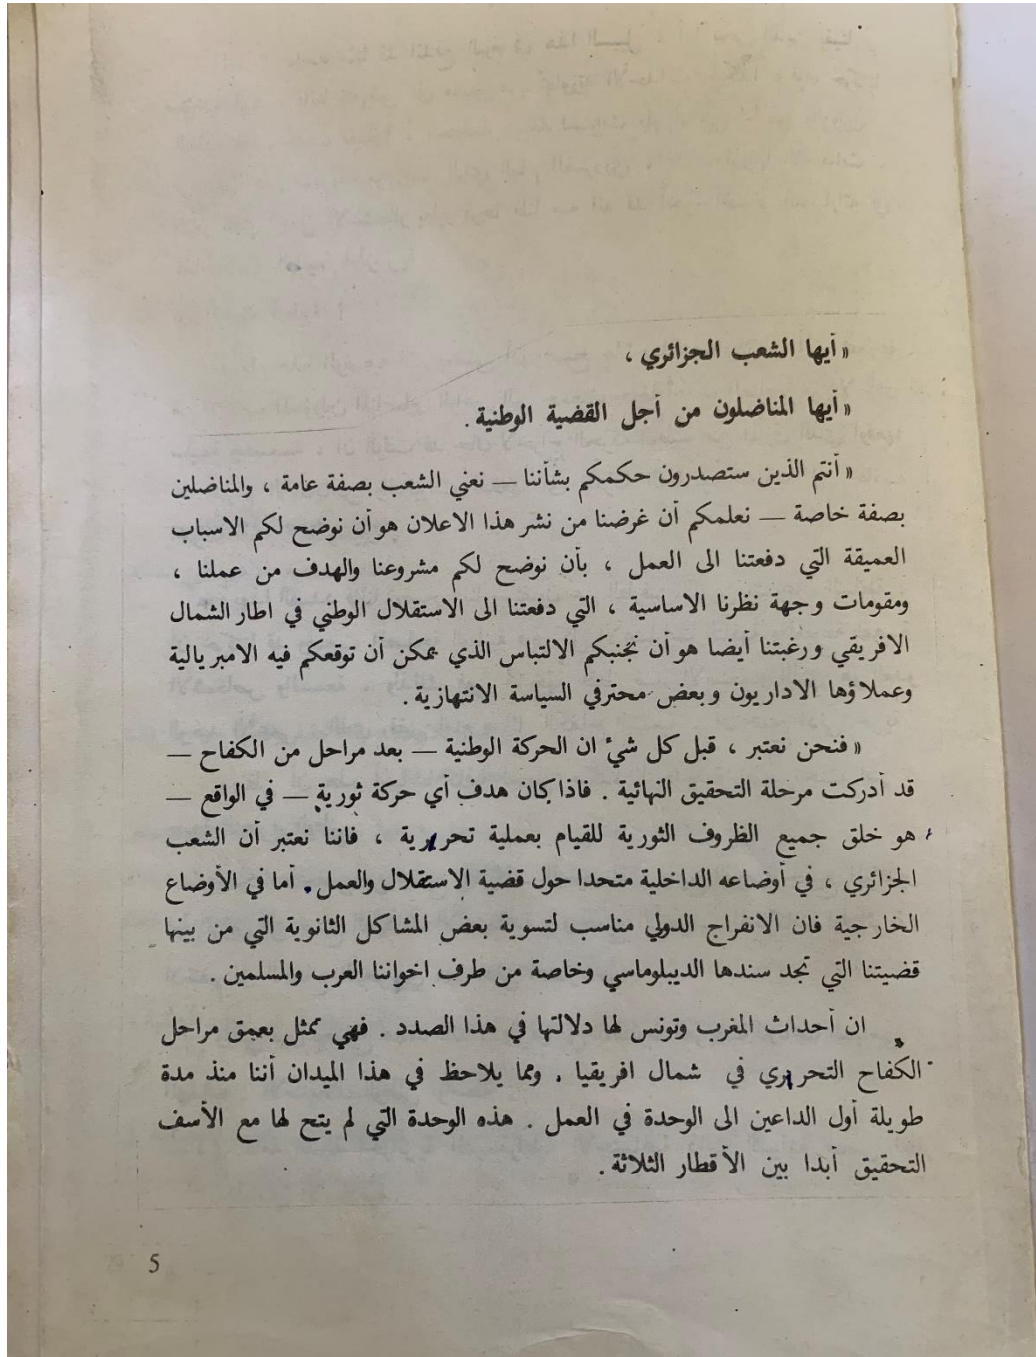 « أيها الشعب الجزائري ،
« أيها المناضلون من أجل القضية الوطنية .
« أنتم الذين ستصدرون حكمكم بشأننا — نعني الشعب بصفة عامة ، والمناضلين
بصفة خاصة — نعلمكم أن غرضنا من نشر هذا الاعلان هو أن نوضح لكم الاسباب
العميقة التي دفعتنا الى العمل ، بأن نوضح لكم مشروعنا والهدف من عملنا ،
ومقومات وجهة نظرنا الاساسية ، التي دفعتنا الى الاستقلال الوطني في اطار الشمال
الافريقي ورغبتنا أيضا هو أن نجنبكم الالتباس الذي يمكن أن توقعكم فيه الامبريالية
وعملاؤها الاداريون وبعض محترفي السياسة الانتهازية .
« فنحن نعتبر ، قبل كل شيء ان الحركة الوطنية — بعد مراحل من الكفاح —
قد أدركت مرحلة التحقيق النهائية . فاذا كان هدف أي حركة ثورية — في الواقع —
هو خلق جميع الظروف الثورية للقيام بعملية تحريرية ، فاننا نعتبر أن الشعب
الجزائري ، في أوضاعه الداخلية متحدا حول قضية الاستقلال والعمل . أما في الأوضاع
الخارجية فان الانفراج الدولي مناسب لتسوية بعض المشاكل الثانوية التي من بينها
قضيتنا التي تجد سندها الديبلوماسي وخاصة من طرف اخواننا العرب والمسلمين .
ان أحداث المغرب وتونس لها دلالتها في هذا الصدد . فهي تمثل بعمق مراحل
الكفاح التحريري في شمال افريقيا . ومما يلاحظ في هذا الميدان أننا منذ مدة
طويلة أول الداعين الى الوحدة في العمل . هذه الوحدة التي لم يتح لها مع الأسف
التحقيق أبدا بين الأقطار الثلاثة .
5